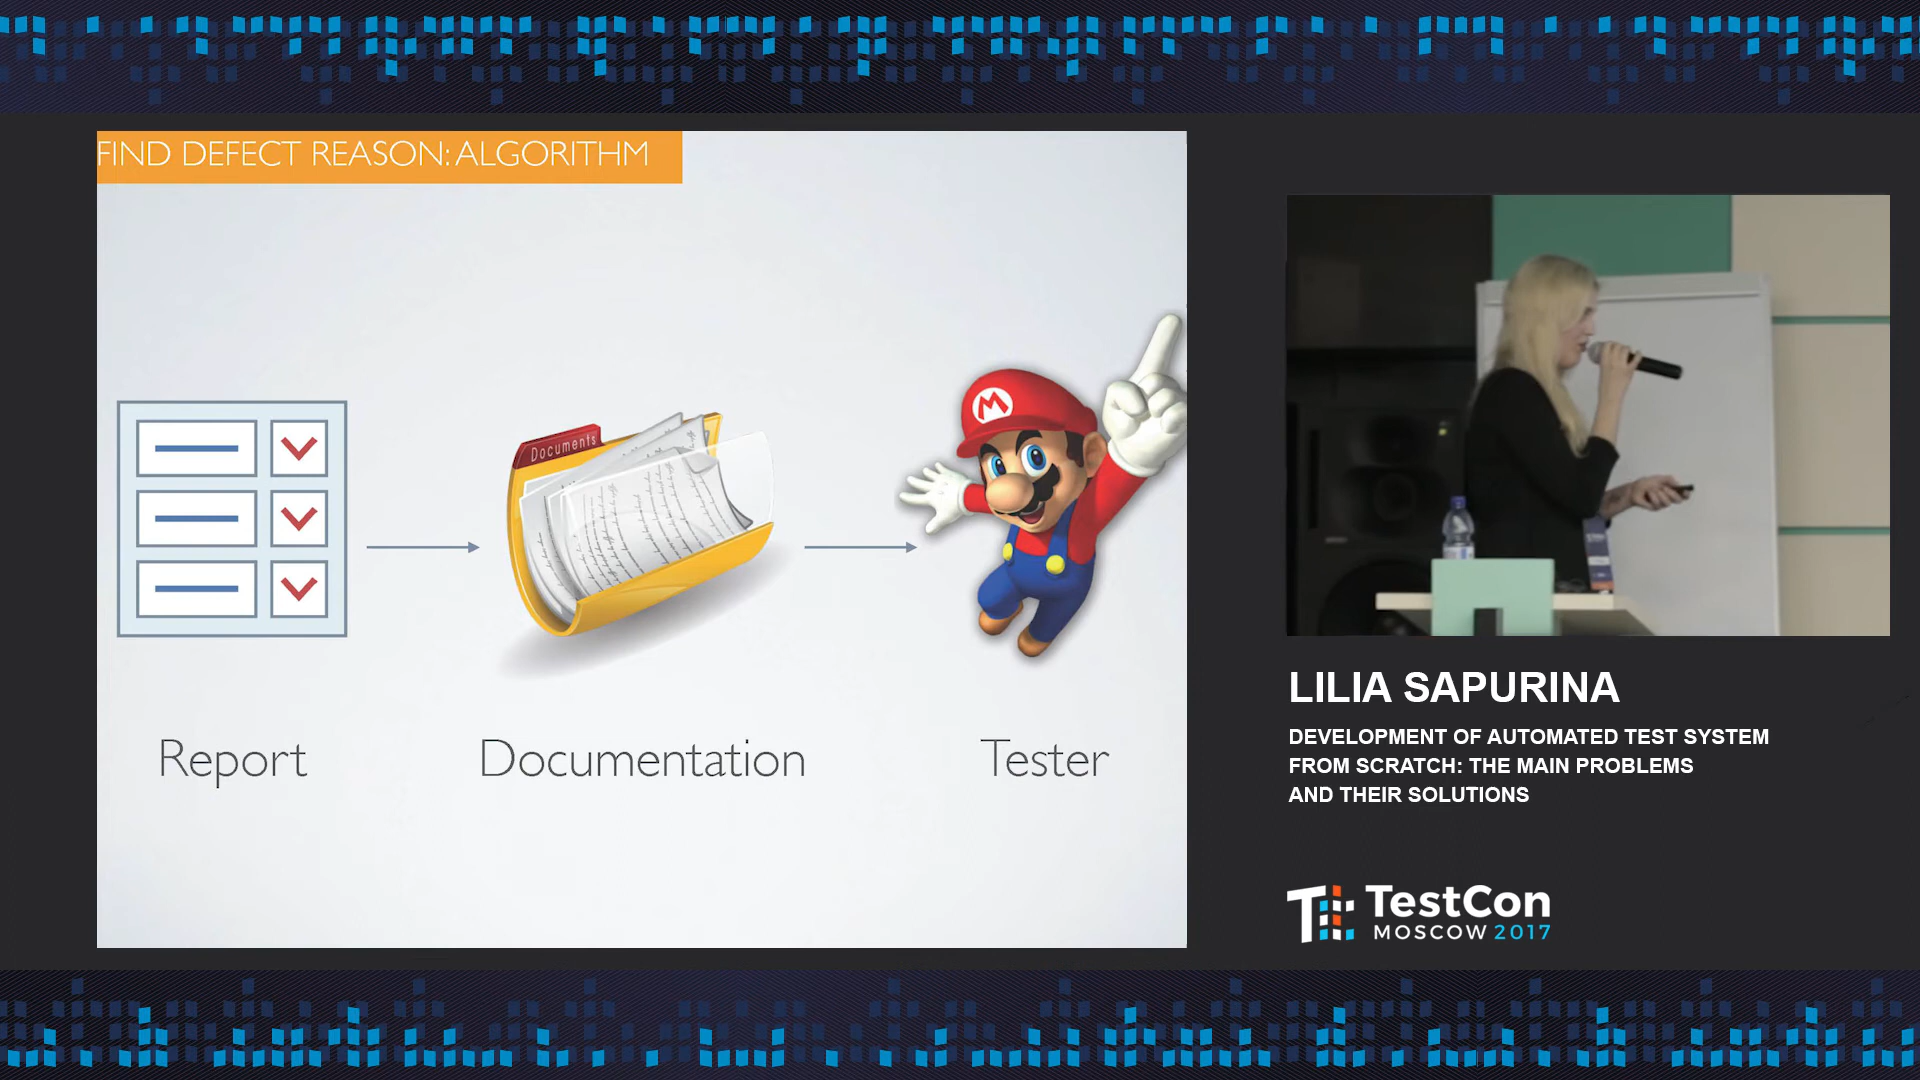 FIND DEFECT REASON: ALGORITHM
Documents
M
Report
Documentation
Tester
LILIA SAPURINA
DEVELOPMENT OF AUTOMATED TEST SYSTEM
FROM SCRATCH: THE MAIN PROBLEMS
AND THEIR SOLUTIONS
TestCon
MOSCOW 2017